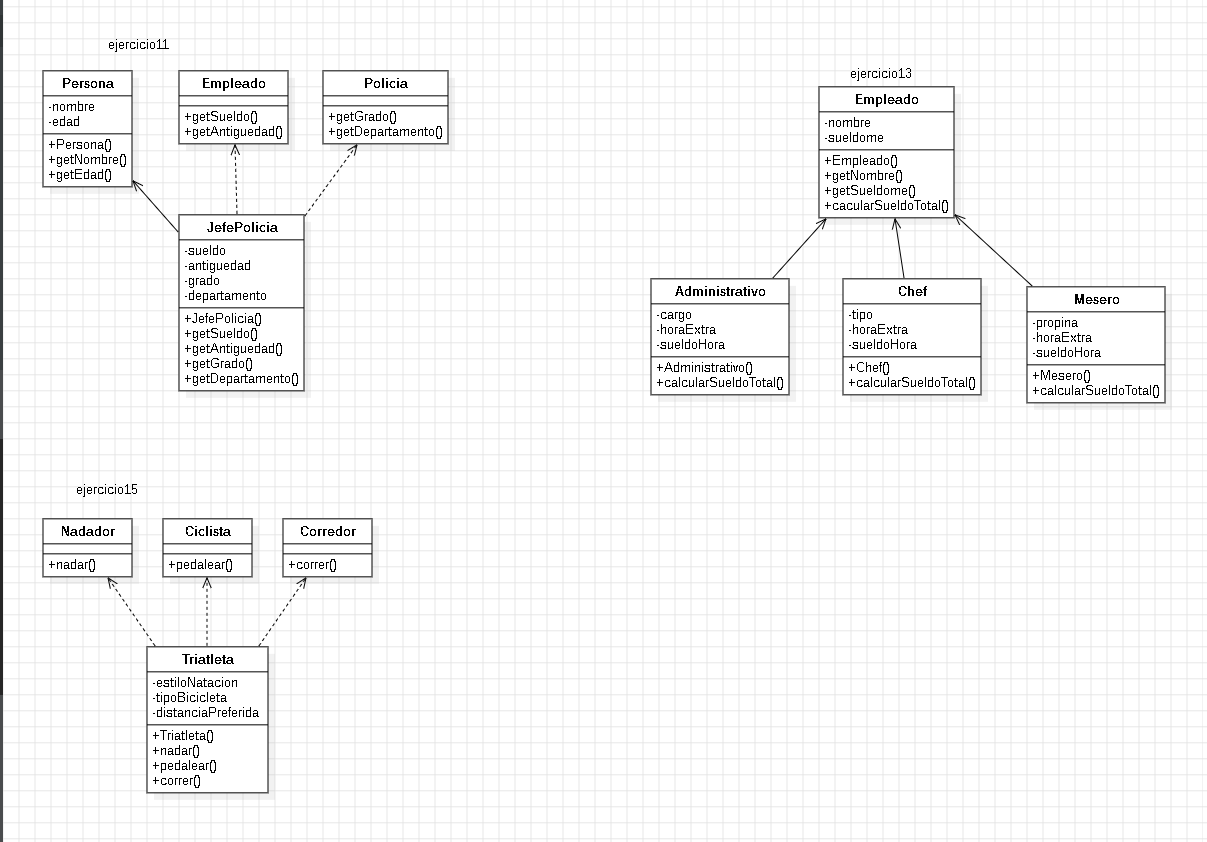 ejercicio11
Persona
-nombre
-edad
+Persona()
+getNombre()
+getEdad()
Empleado
+getSueldo()
+getAntiguedad()
Policia
+getGrado()
+getDepartamento()
JefePolicia
-sueldo
-antiguedad
-grado
-departamento
+JefePolicia()
+getSueldo()
+getAntiguedad()
+getGrado()
+getDepartamento()
ejercicio13
Empleado
-nombre
-sueldome
+Empleado()
+getNombre()
+getSueldome()
+cacularSueldoTotal()
Administrativo
-cargo
-horaExtra
-sueldoHora
+Administrativo()
+calcularSueldoTotal()
Chef
-tipo
-horaExtra
-sueldoHora
+Chef()
+calcularSueldoTotal()
Mesero
-propina
-horaExtra
-sueldoHora
+Mesero()
+calcularSueldoTotal()
ejercicio15
Nadador
+nadar()
Ciclista
+pedalear()
Corredor
+correr()
Triatleta
-estiloNatacion
-tipoBicicleta
-distanciaPreferida
+Triatleta()
+nadar()
+pedalear()
+correr()